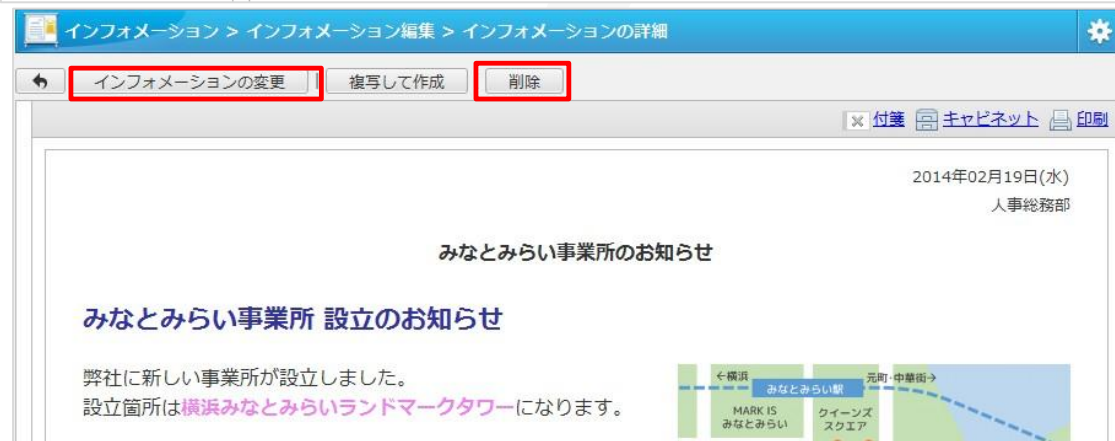 インフォメーション > インフォメーション編集 > インフォメーションの詳細
インフォメーションの変更 | 複写して作成 削除
付箋 キャビネット 印刷
2014年02月19日(水)
人事総務部
みなとみらい事業所のお知らせ
みなとみらい事業所 設立のお知らせ
弊社に新しい事業所が設立しました。
設立箇所は横浜みなとみらいランドマークタワーになります。
←横浜
みなとみらい駅
元町・中華街→
MARK IS
みなとみらい
クイーンズ
スクエア